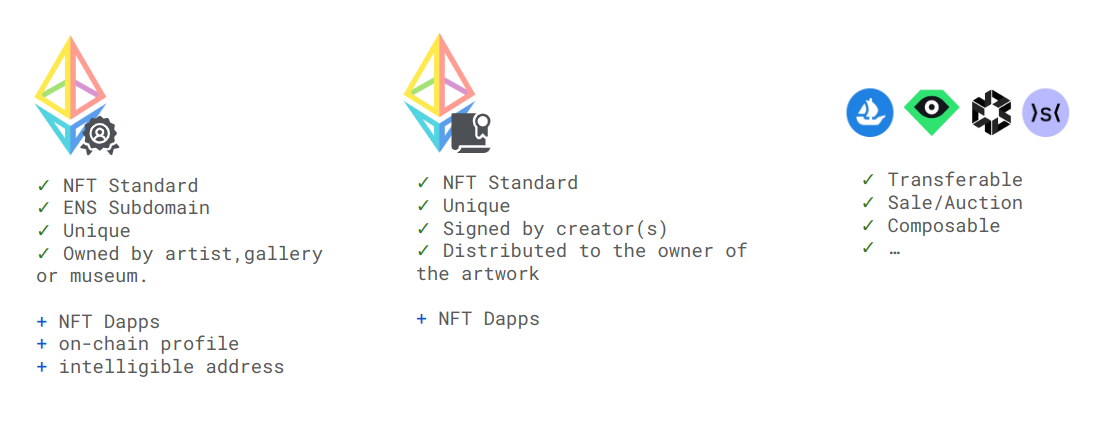 ✓ NFT Standard
✓ ENS Subdomain
✓ Unique
✓ Owned by artist,gallery
or museum.
+ NFT Dapps
+ on-chain profile
+ intelligible address
✓ NFT Standard
✓ Unique
✓ Signed by creator(s)
✓ Distributed to the owner of
the artwork
+ NFT Dapps
⟩s⟨
✓ Transferable
✓ Sale/Auction
✓ Composable
✓ …